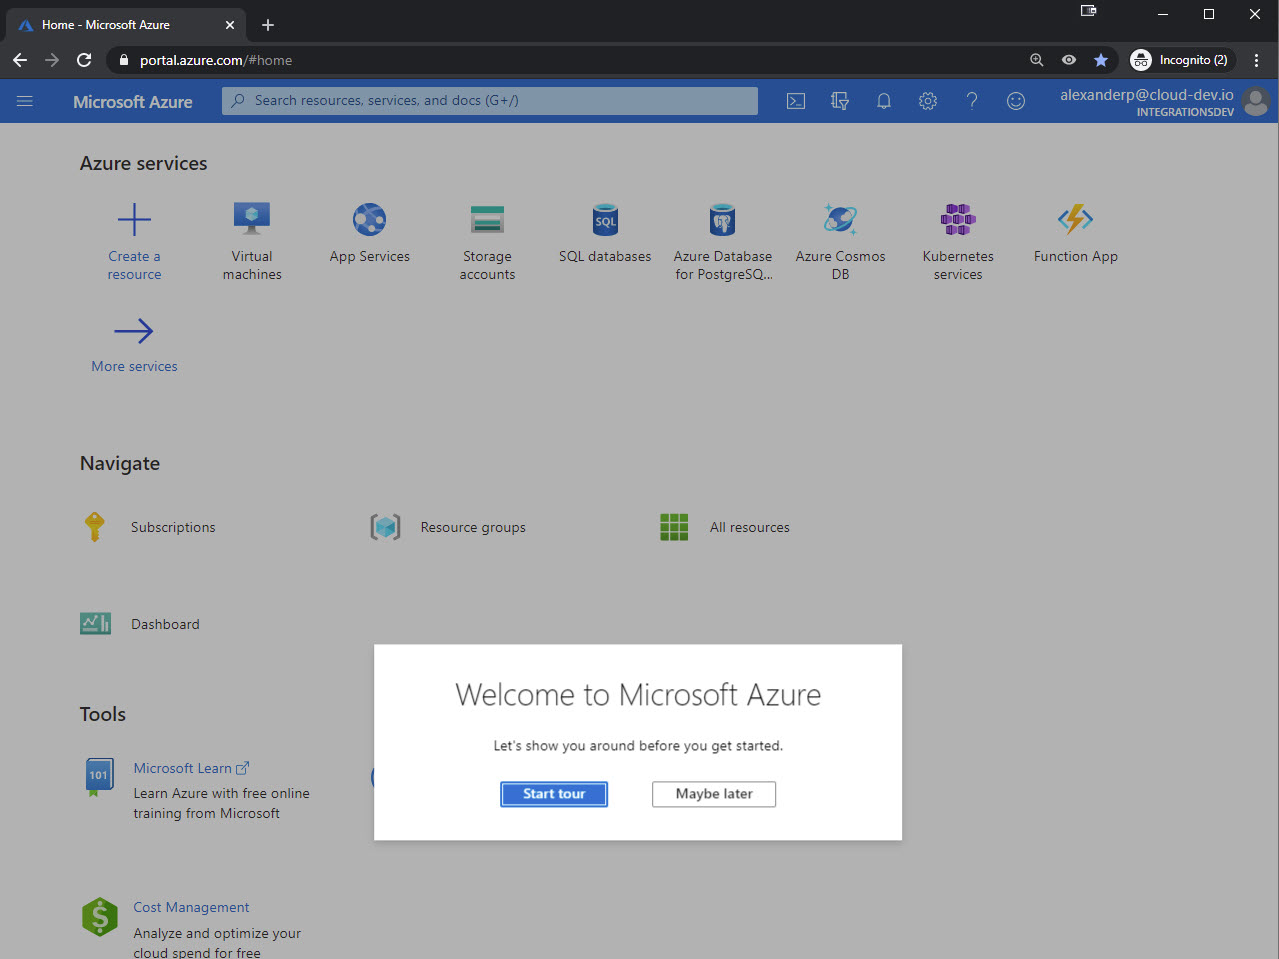 Home - Microsoft Azure
portal.azure.com/#home
Incognito (2)
Microsoft Azure
Search resources, services, and docs (G+/)
alexanderp@cloud-dev.io
INTEGRATIONSDEV
Azure services
Create a
resource
Virtual
machines
App Services
Storage
accounts
SQL
SQL databases
Azure Database
for PostgreSQ...
Azure Cosmos
DB
Kubernetes
services
Function App
More services
Navigate
Subscriptions
Resource groups
All resources
Dashboard
Welcome to Microsoft Azure
Let's show you around before you get started.
Start tour
Maybe later
Tools
101
Microsoft Learn
Learn Azure with free online
training from Microsoft
Cost Management
Analyze and optimize your
cloud spend for free